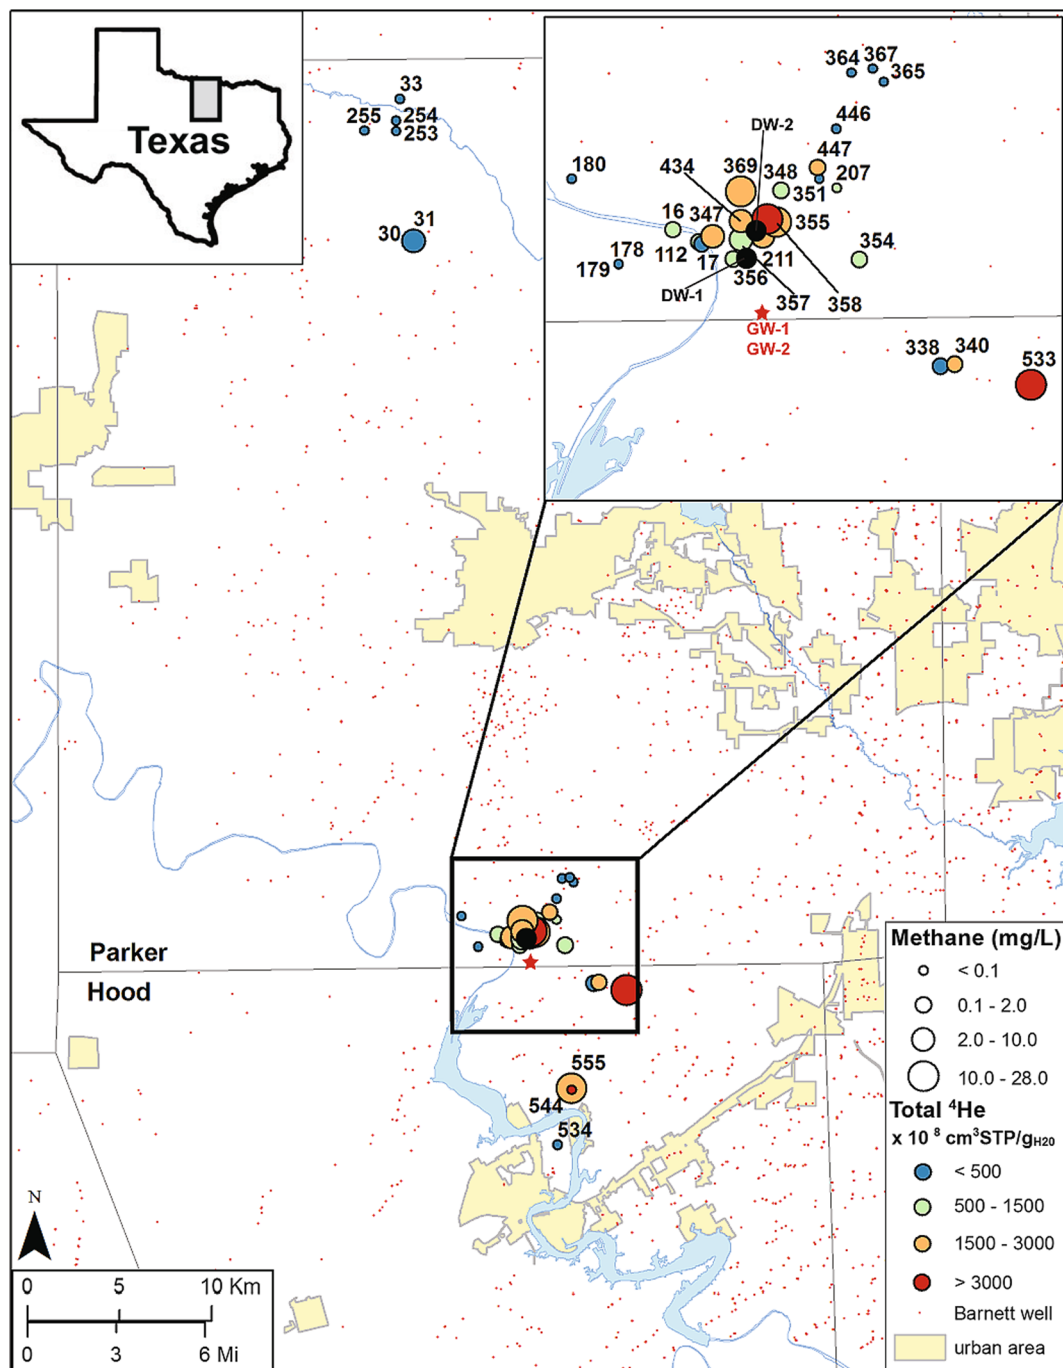 Texas
33
255
254
253
31
30
364
367
365
446
DW-2
447
180
434
369
348
351
207
16
347
355
112
17
211
354
178
179
356
DW-1
357
358
GW-1
GW-2
338
340
533
Parker
Hood
555
544
534
N
0 5 10 Km
0 3 6 Mi
Methane (mg/L)
< 0.1
0.1 - 2.0
2.0 - 10.0
10.0 - 28.0
Total ⁴He
x 10 ⁸ cm³STP/gH20
< 500
500 - 1500
1500 - 3000
> 3000
Barnett well
urban area